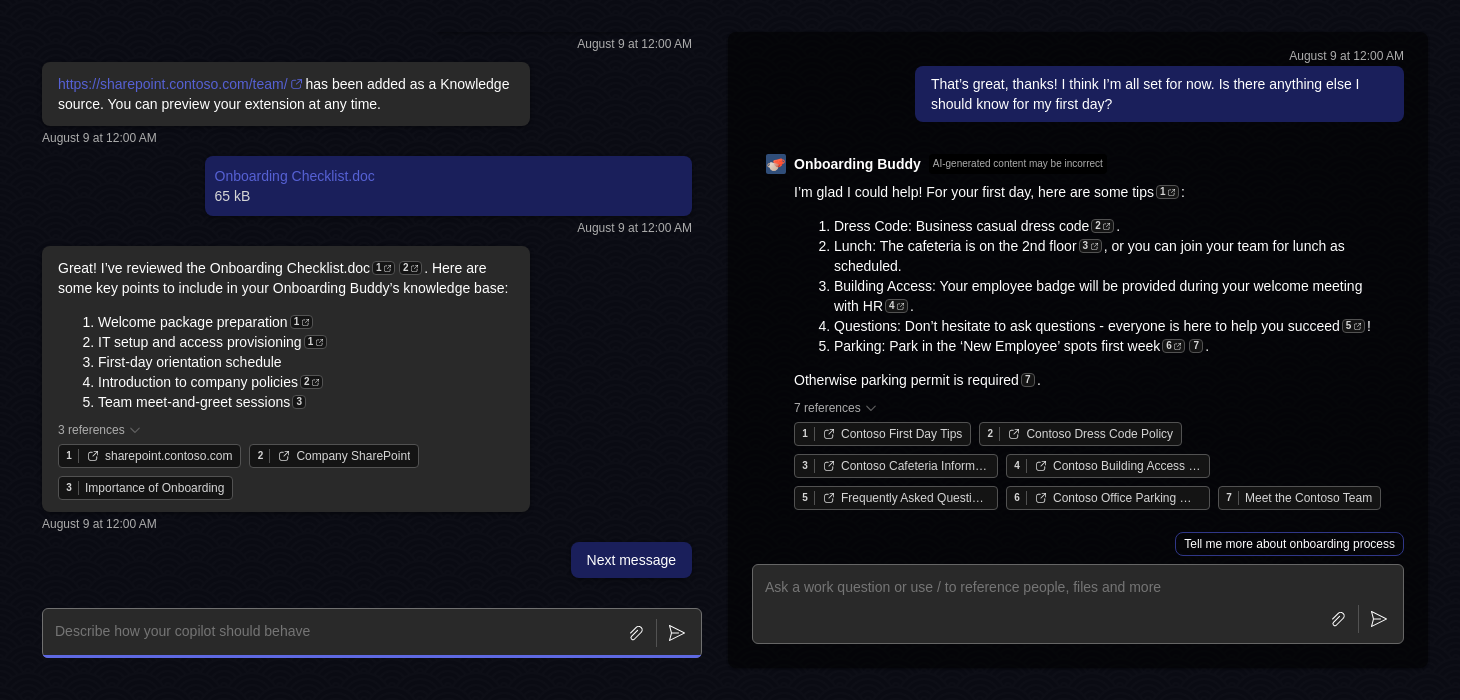 August 9 at 12:00 AM
https://sharepoint.contoso.com/team/ has been added as a Knowledge
source. You can preview your extension at any time.
August 9 at 12:00 AM
Onboarding Checklist.doc
65 kB
August 9 at 12:00 AM
Great! I’ve reviewed the Onboarding Checklist.doc 1 2 . Here are
some key points to include in your Onboarding Buddy’s knowledge base:
1. Welcome package preparation 1
2. IT setup and access provisioning 1
3. First-day orientation schedule
4. Introduction to company policies 2
5. Team meet-and-greet sessions 3
3 references
1 sharepoint.contoso.com 2 Company SharePoint
3 Importance of Onboarding
August 9 at 12:00 AM
Next message
Describe how your copilot should behave
August 9 at 12:00 AM
That’s great, thanks! I think I’m all set for now. Is there anything else I
should know for my first day?
Onboarding Buddy AI-generated content may be incorrect
I’m glad I could help! For your first day, here are some tips 1 :
1. Dress Code: Business casual dress code 2 .
2. Lunch: The cafeteria is on the 2nd floor 3 , or you can join your team for lunch as
scheduled.
3. Building Access: Your employee badge will be provided during your welcome meeting
with HR 4 .
4. Questions: Don’t hesitate to ask questions - everyone is here to help you succeed 5 !
5. Parking: Park in the ‘New Employee’ spots first week 6 7 .
Otherwise parking permit is required 7 .
7 references
1 Contoso First Day Tips 2 Contoso Dress Code Policy
3 Contoso Cafeteria Inform… 4 Contoso Building Access …
5 Frequently Asked Questi… 6 Contoso Office Parking … 7 Meet the Contoso Team
Tell me more about onboarding process
Ask a work question or use / to reference people, files and more